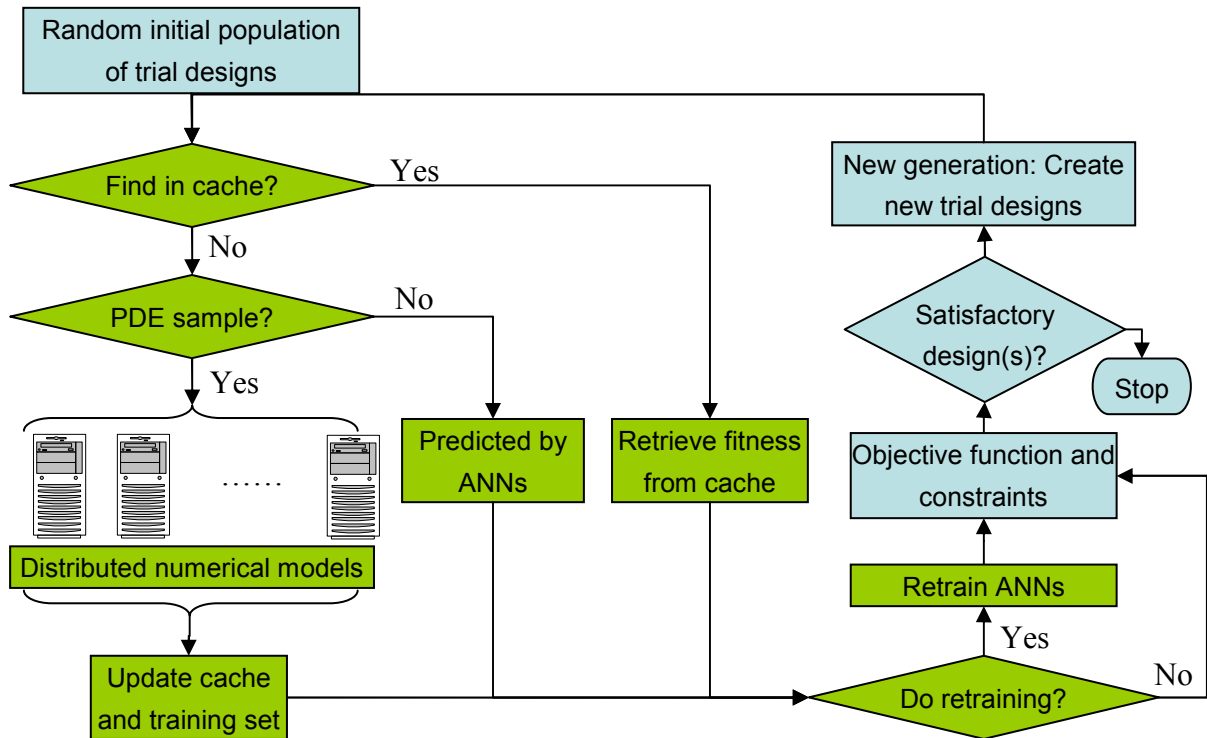 Random initial population
of trial designs
Find in cache?
Yes
No
PDE sample?
No
Yes
......
Distributed numerical models
Update cache
and training set
Predicted by
ANNs
Retrieve fitness
from cache
New generation: Create
new trial designs
Satisfactory
design(s)?
Stop
Objective function and
constraints
Retrain ANNs
Yes
Do retraining?
No